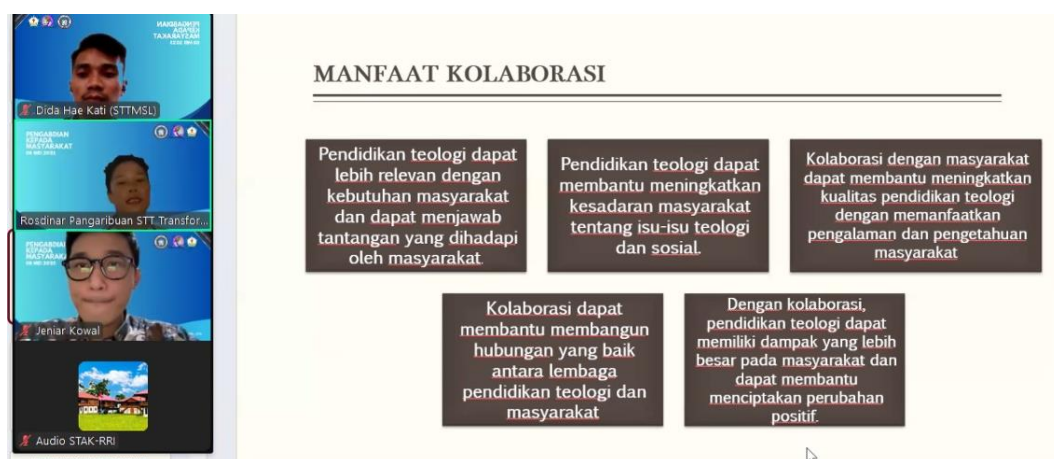 PENGABDIAN
KEPADA
MASYARAKAT
Dida Hae Kati (STTMSL)
PENGABDIAN
KEPADA
MASYARAKAT
Rosdinar Pangaribuan STT Transfor...
PENGABDIAN
KEPADA
MASYARAKAT
Jeniar Kowal
Audio STAK-RRI
MANFAAT KOLABORASI
Pendidikan teologi dapat
lebih relevan dengan
kebutuhan masyarakat
dan dapat menjawab
tantangan yang dihadapi
oleh masyarakat.
Pendidikan teologi dapat
membantu meningkatkan
kesadaran masyarakat
tentang isu-isu teologi
dan sosial.
Kolaborasi dengan masyarakat
dapat membantu meningkatkan
kualitas pendidikan teologi
dengan memanfaatkan
pengalaman dan pengetahuan
masyarakat
Kolaborasi dapat
membantu membangun
hubungan yang baik
antara lembaga
pendidikan teologi dan
masyarakat
Dengan kolaborasi,
pendidikan teologi dapat
memiliki dampak yang lebih
besar pada masyarakat dan
dapat membantu
menciptakan perubahan
positif.